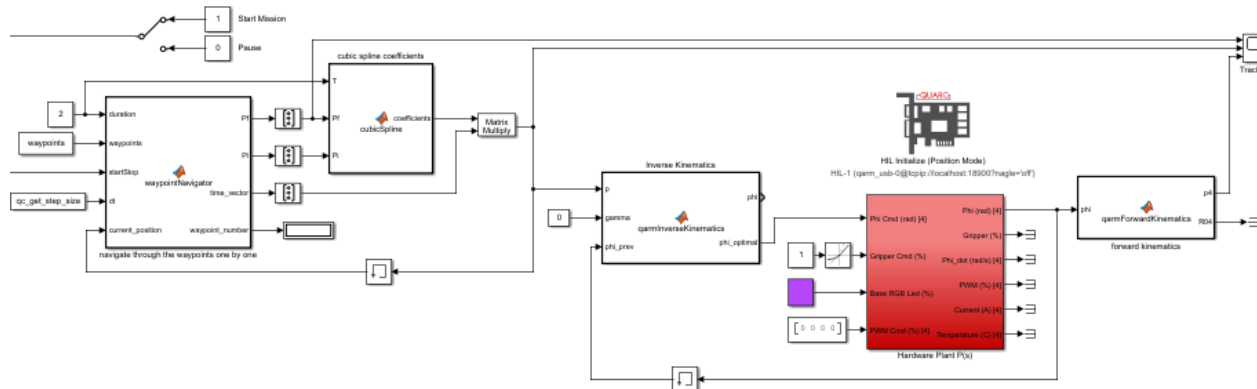 1
Start Mission
0
Pause
cubic spline coefficients
T
Pf
Pi
coefficients
cubicSpline
2
waypoints
qc_get_step_size
duration
waypoints
startStop
dt
current_position
Pf
Pi
time_vector
waypoint_number
waypointNavigator
navigate through the waypoints one by one
Matrix
Multiply
Inverse Kinematics
p
gamma
phi_prev
phi
phi_optimal
qarmInverseKinematics
0
QUARC
HIL Initialize (Position Mode)
HIL-1 (qarm_usb-0@tcpip://localhost:18900?nagle='off')
1
[0 0 0 0]
Phi Cmd (rad) [4]
Gripper Cmd (%)
Base RGB Led (%)
PWM Cmd (%) [4]
Phi (rad) [4]
Gripper (%)
Phi_dot (rad/s) [4]
PWM (%) [4]
Current (A) [4]
Temperature (C) [4]
Hardware Plant P(s)
phi
p4
R04
qarmForwardKinematics
forward kinematics